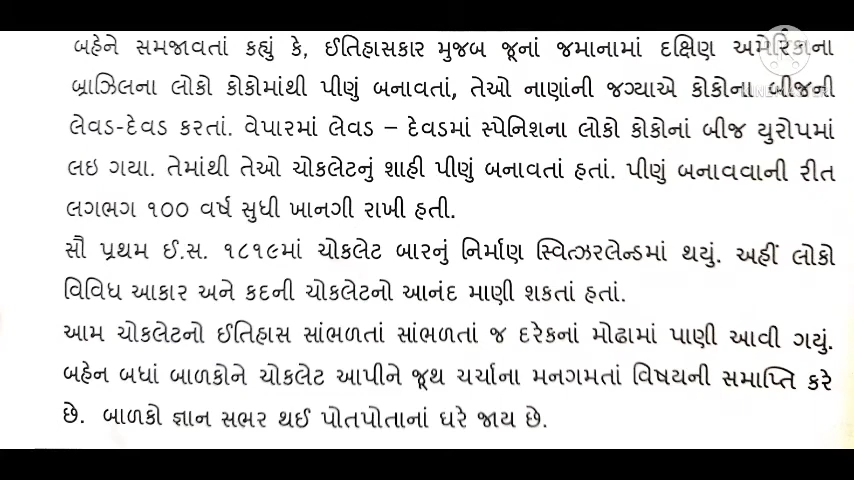 બહેને સમજાવતાં કહ્યું કે, ઈતિહાસકાર મુજબ જૂનાં જમાનામાં દક્ષિણ અમેરિકાના
બ્રાઝિલના લોકો કોકોમાંથી પીણું બનાવતાં, તેઓ નાણાંની જગ્યાએ કોકોના બીજની
લેવડ-દેવડ કરતાં. વેપારમાં લેવડ – દેવડમાં સ્પેનિશના લોકો કોકોનાં બીજ યુરોપમાં
લઇ ગયા. તેમાંથી તેઓ ચોકલેટનું શાહી પીણું બનાવતાં હતાં. પીણું બનાવવાની રીત
લગભગ ૧૦૦ વર્ષ સુધી ખાનગી રાખી હતી.
સૌ પ્રથમ ઈ.સ. ૧૮૧૯માં ચોકલેટ બારનું નિર્માણ સ્વિત્ઝરલેન્ડમાં થયું. અહીં લોકો
વિવિધ આકાર અને કદની ચોકલેટનો આનંદ માણી શકતાં હતાં.
આમ ચોકલેટનો ઈતિહાસ સાંભળતાં સાંભળતાં જ દરેકનાં મોઢામાં પાણી આવી ગયું.
બહેન બધાં બાળકોને ચોકલેટ આપીને જૂથ ચર્ચાના મનગમતાં વિષયની સમાપ્તિ કરે
છે. બાળકો જ્ઞાન સભર થઈ પોતપોતાનાં ઘરે જાય છે.